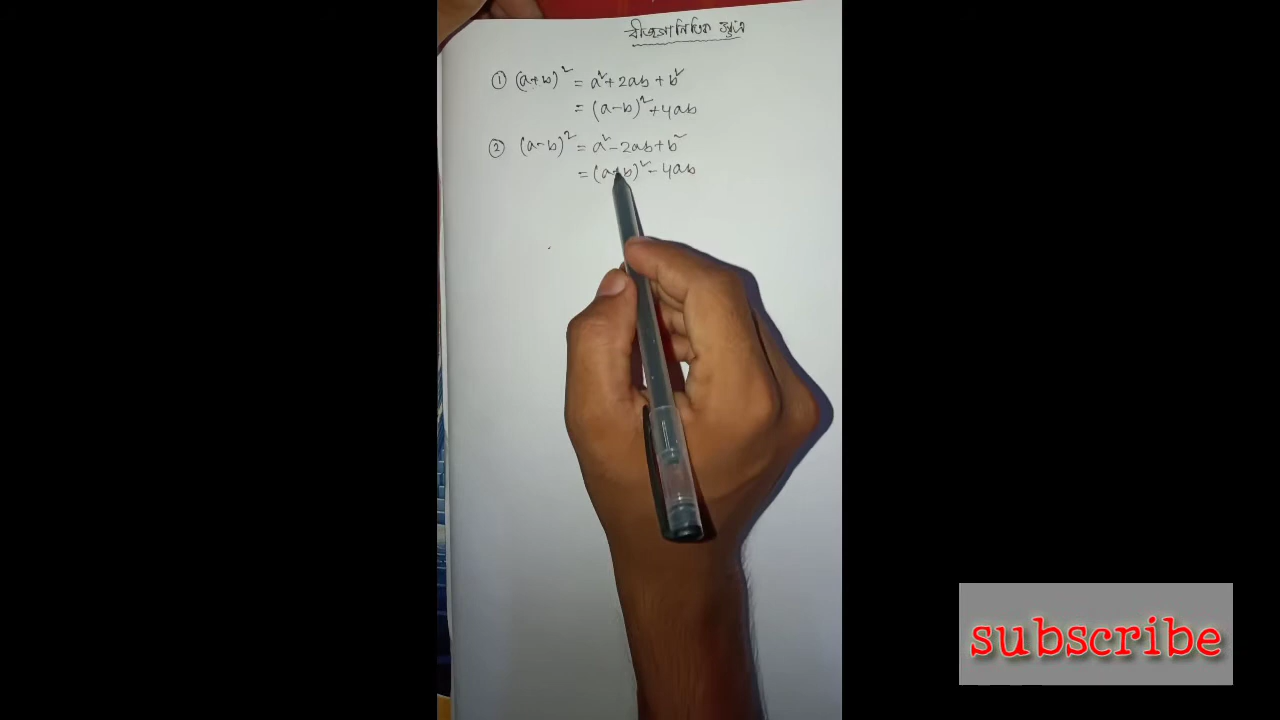 বীজগানিতিক সুত্র
① (a+b)² = a²+2ab+b²
= (a-b)²+4ab
② (a-b)² = a²-2ab+b²
= (a+b)²-4ab
subscribe